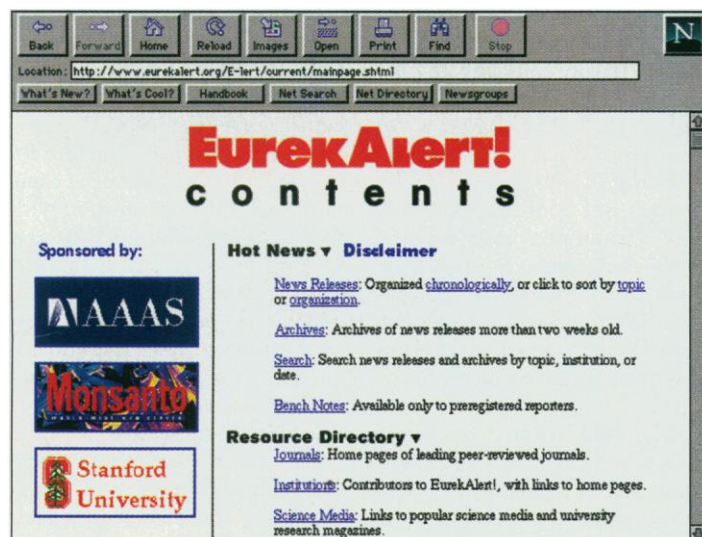 Back Forward Home Reload Images Open Print Find Stop N
Location: http://www.eurekalert.org/E-lert/current/mainpage.shtml
What's New? What's Cool? Handbook Net Search Net Directory Newsgroups
EurekAlert!
contents
Sponsored by:
AAAS
Monsanto
Stanford
University
Hot News ▾ Disclaimer
News Releases: Organized chronologically, or click to sort by topic
or organization.
Archives: Archives of news releases more than two weeks old.
Search: Search news releases and archives by topic, institution, or
date.
Bench Notes: Available only to preregistered reporters.
Resource Directory ▾
Journals: Home pages of leading peer-reviewed journals.
Institutions: Contributors to EurekAlert!, with links to home pages.
Science Media: Links to popular science media and university
research magazines.